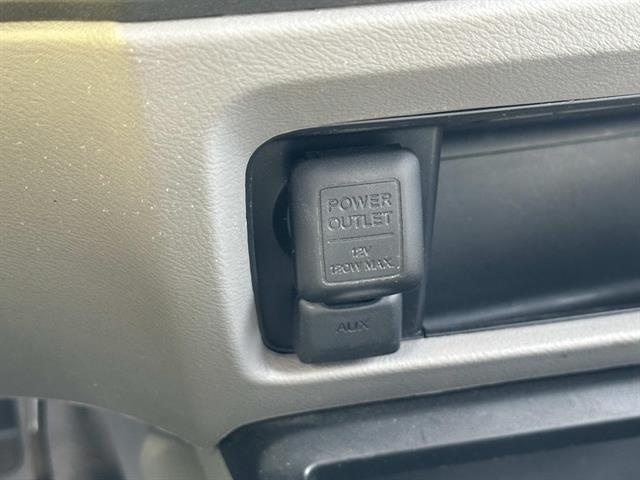 POWER
OUTLET
12V
120W MAX.
AUX